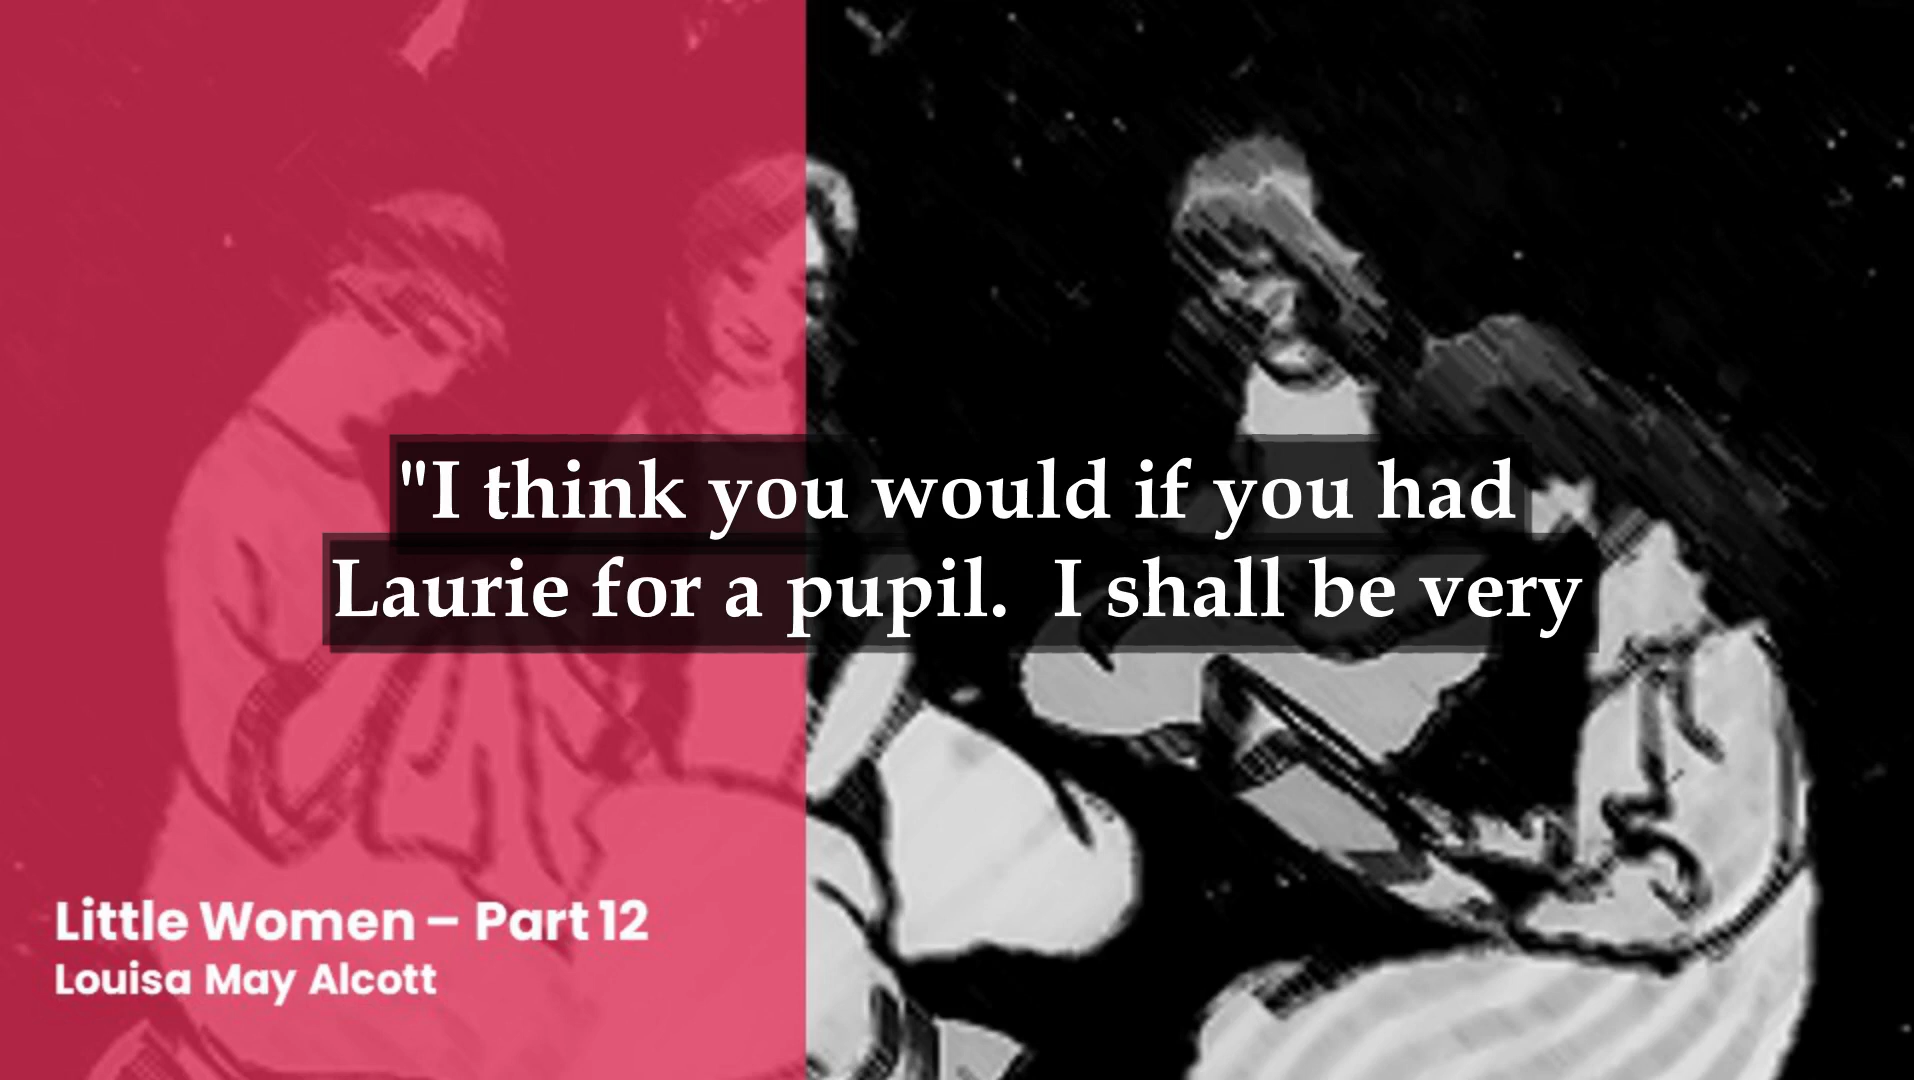 "I think you would if you had
Laurie for a pupil.  I shall be very
Little Women – Part 12
Louisa May Alcott